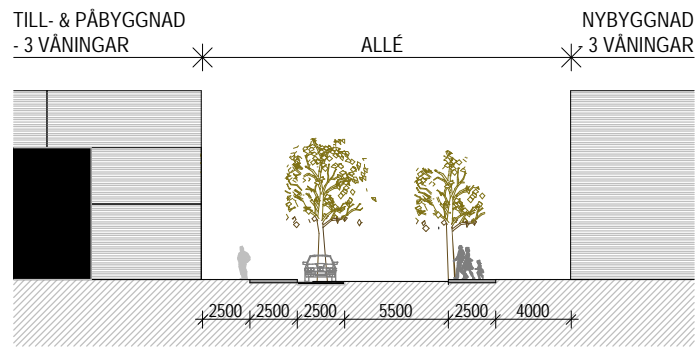 TILL- & PÅBYGGNAD
- 3 VÅNINGAR
ALLÉ
NYBYGGNAD
- 3 VÅNINGAR
2500 2500 2500 5500 2500 4000